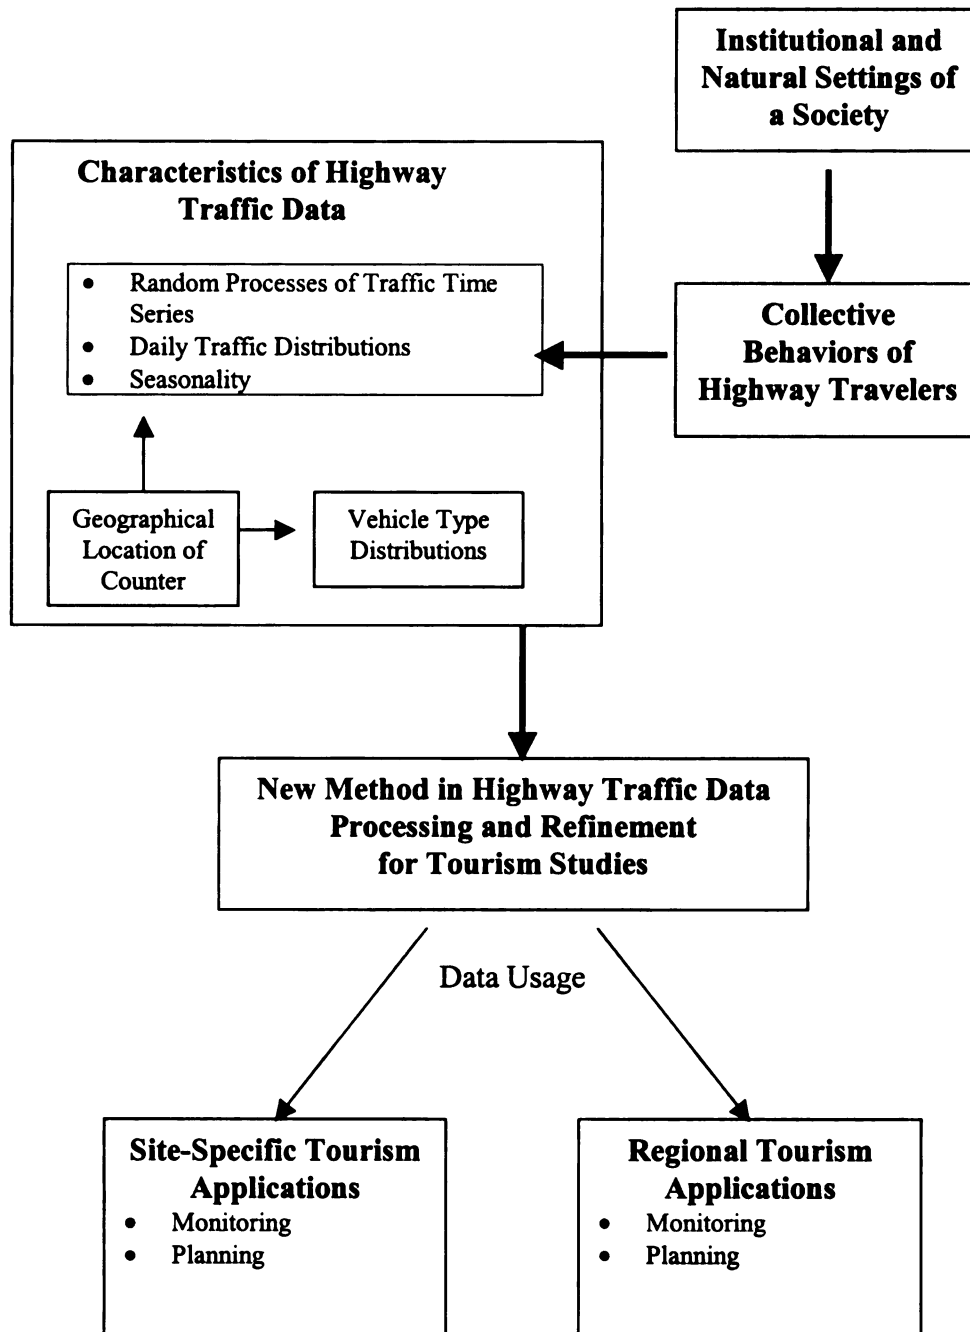 Institutional and
Natural Settings of
a Society
Characteristics of Highway
Traffic Data
• Random Processes of Traffic Time
Series
• Daily Traffic Distributions
• Seasonality
Collective
Behaviors of
Highway Travelers
Geographical
Location of
Counter
Vehicle Type
Distributions
New Method in Highway Traffic Data
Processing and Refinement
for Tourism Studies
Data Usage
Site-Specific Tourism
Applications
• Monitoring
• Planning
Regional Tourism
Applications
• Monitoring
• Planning